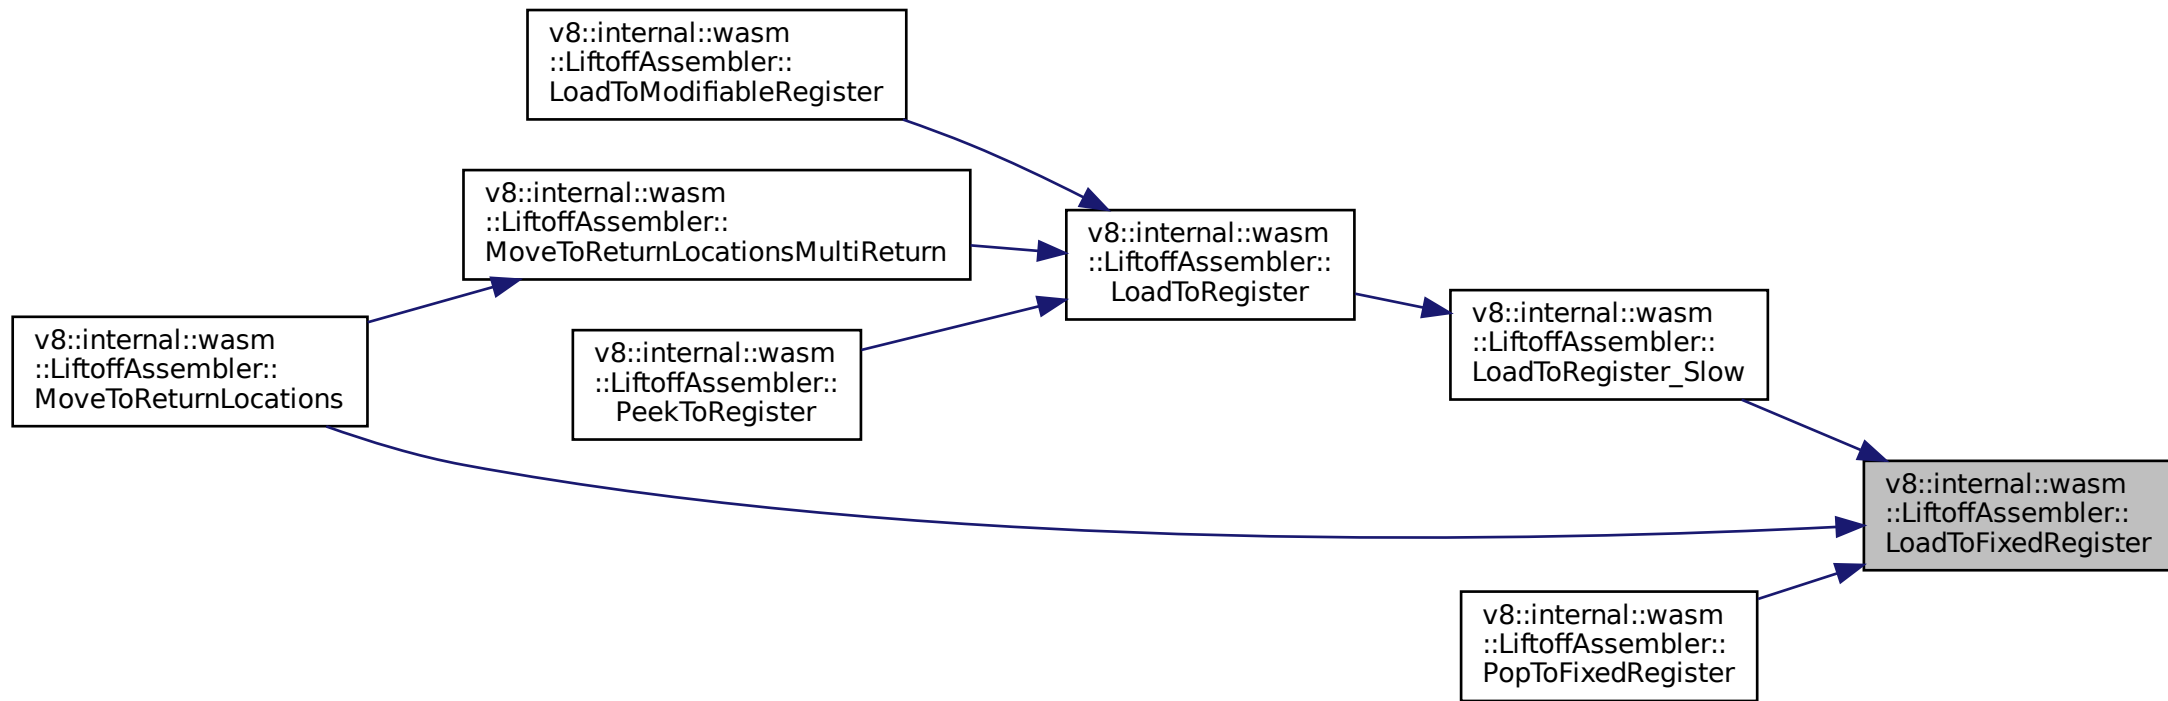 v8::internal::wasm
::LiftoffAssembler::
LoadToModifiableRegister
v8::internal::wasm
::LiftoffAssembler::
MoveToReturnLocationsMultiReturn
v8::internal::wasm
::LiftoffAssembler::
LoadToRegister
v8::internal::wasm
::LiftoffAssembler::
LoadToRegister_Slow
v8::internal::wasm
::LiftoffAssembler::
MoveToReturnLocations
v8::internal::wasm
::LiftoffAssembler::
PeekToRegister
v8::internal::wasm
::LiftoffAssembler::
LoadToFixedRegister
v8::internal::wasm
::LiftoffAssembler::
PopToFixedRegister